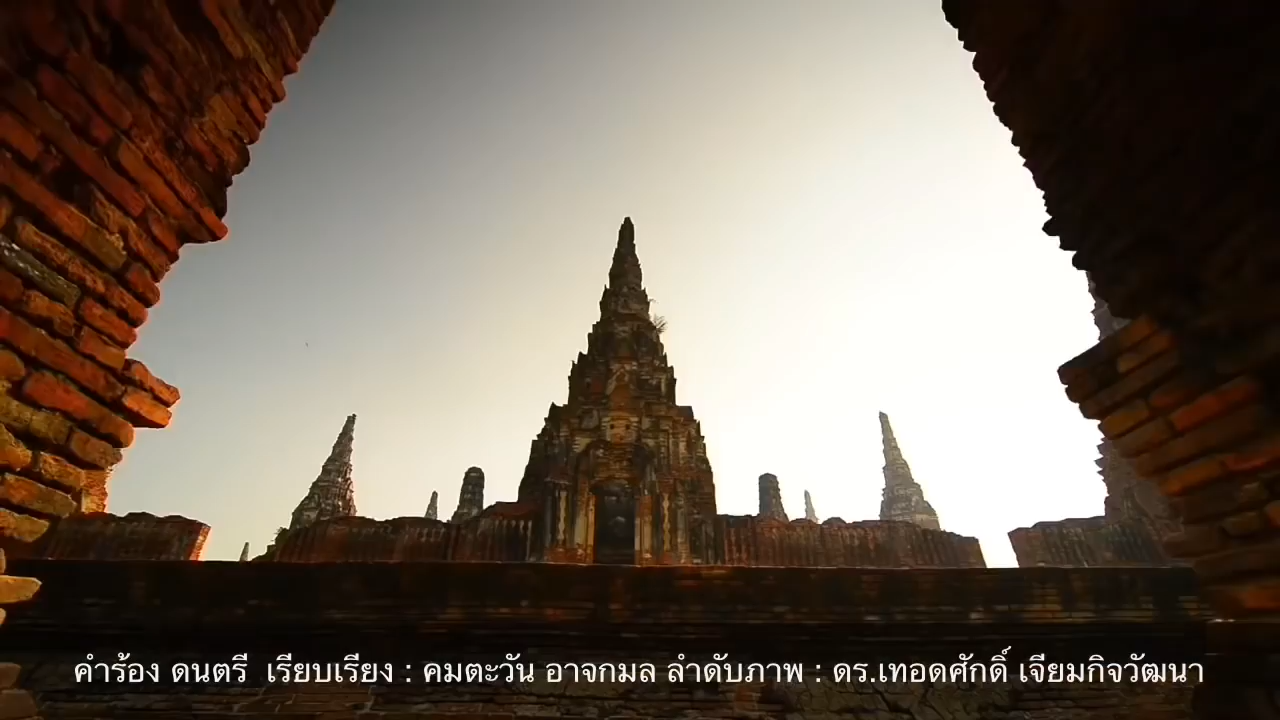 คำร้อง ดนตรี  เรียบเรียง : คมตะวัน อาจกมล ลำดับภาพ : ดร.เทอดศักดิ์ เจียมกิจวัฒนา